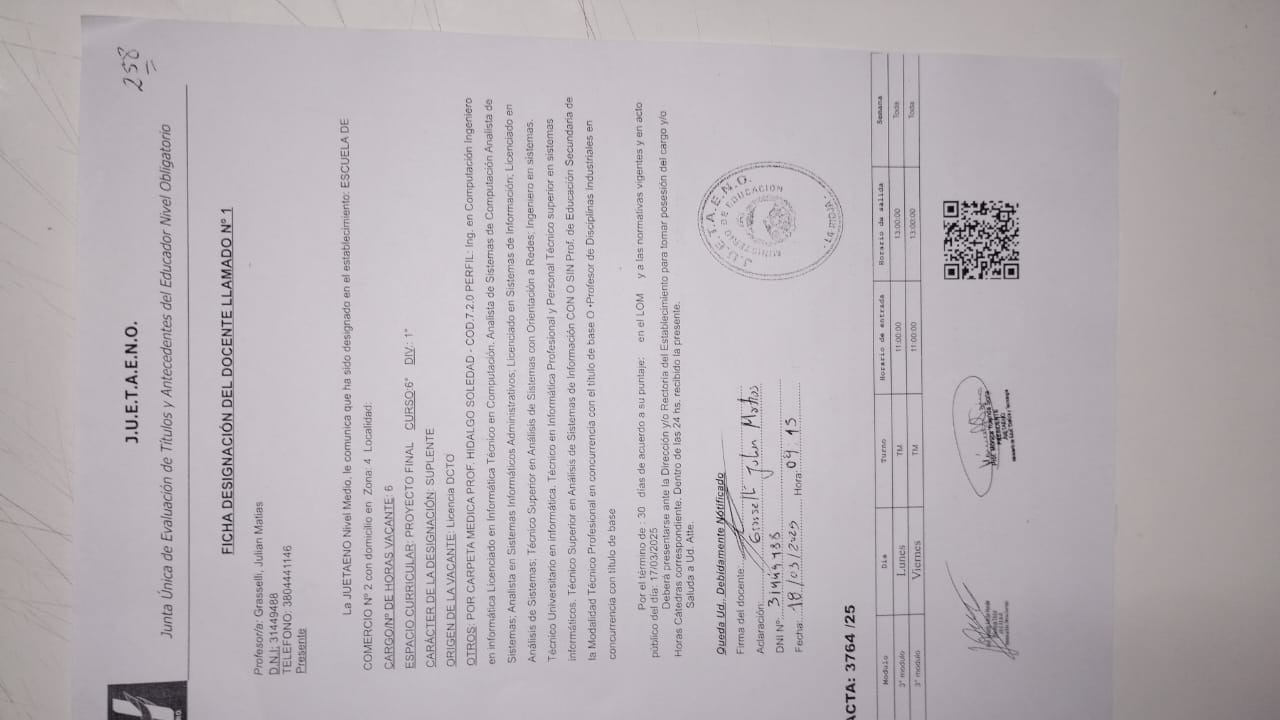 258
J.U.E.T.A.E.N.O.
Junta Única de Evaluación de Títulos y Antecedentes del Educador Nivel Obligatorio
FICHA DESIGNACIÓN DEL DOCENTE LLAMADO Nº 1
Profesor/a: Grasselli, Julian Matias
D.N.I: 31449488
TELEFONO: 3804441146
Presente
La JUETAENO Nivel Medio, le comunica que ha sido designado en el establecimiento: ESCUELA DE
COMERCIO Nº 2 con domicilio en Zona: 4 Localidad:
CARGO/Nº DE HORAS VACANTE: 6
ESPACIO CURRICULAR: PROYECTO FINAL CURSO:6° DIV.: 1°
CARÁCTER DE LA DESIGNACIÓN: SUPLENTE
ORIGEN DE LA VACANTE: Licencia DCTO
OTROS: POR CARPETA MEDICA PROF. HIDALGO SOLEDAD - COD.7.2.0 PERFIL: Ing. en Computación Ingeniero
en informática Licenciado en Informática Técnico en Computación. Analista de Sistemas de Computación Analista de
Sistemas; Analista en Sistemas Informáticos Administrativos; Licenciado en Sistemas de Información; Licenciado en
Análisis de Sistemas; Técnico Superior en Análisis de Sistemas con Orientación a Redes; Ingeniero en sistemas.
Técnico Universitario en informática. Técnico en Informática Profesional y Personal Técnico superior en sistemas
informáticos. Técnico Superior en Análisis de Sistemas de Información CON O SIN Prof. de Educación Secundaria de
la Modalidad Técnico Profesional en concurrencia con el título de base O •Profesor de Disciplinas Industriales en
concurrencia con título de base
Por el término de : 30 días de acuerdo a su puntaje: en el LOM y a las normativas vigentes y en acto
público del día: 17/03/2025
Deberá presentarse ante la Dirección y/o Rectoría del Establecimiento para tomar posesión del cargo y/o
Horas Cátedras correspondiente. Dentro de las 24 hs. recibido la presente.
Saluda a Ud. Atte.
J.U.E.T.A.E.N.O.
MINISTERIO DE EDUCACIÓN
LA RIOJA
Queda Ud. Debidamente Notificado
Firma del docente:
Aclaración: Grasselli Julián Matías
DNI Nº: 31449488
Fecha: 18/03/2025 Hora: 09:15
ACTA: 3764 /25
Modulo Dia Turno Horario de entrada Horario de salida Semana
3° modulo Lunes TM 11:00:00 13:00:00 Toda
3° modulo Viernes TM 11:00:00 13:00:00 Toda